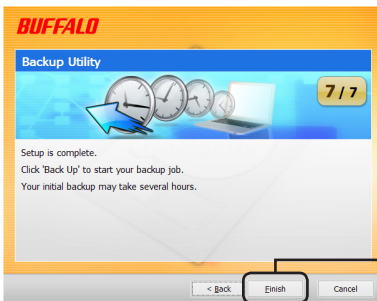 BUFFALO
Backup Utility
7/7
Setup is complete.
Click 'Back Up' to start your backup job.
Your initial backup may take several hours.
< Back
Finish
Cancel